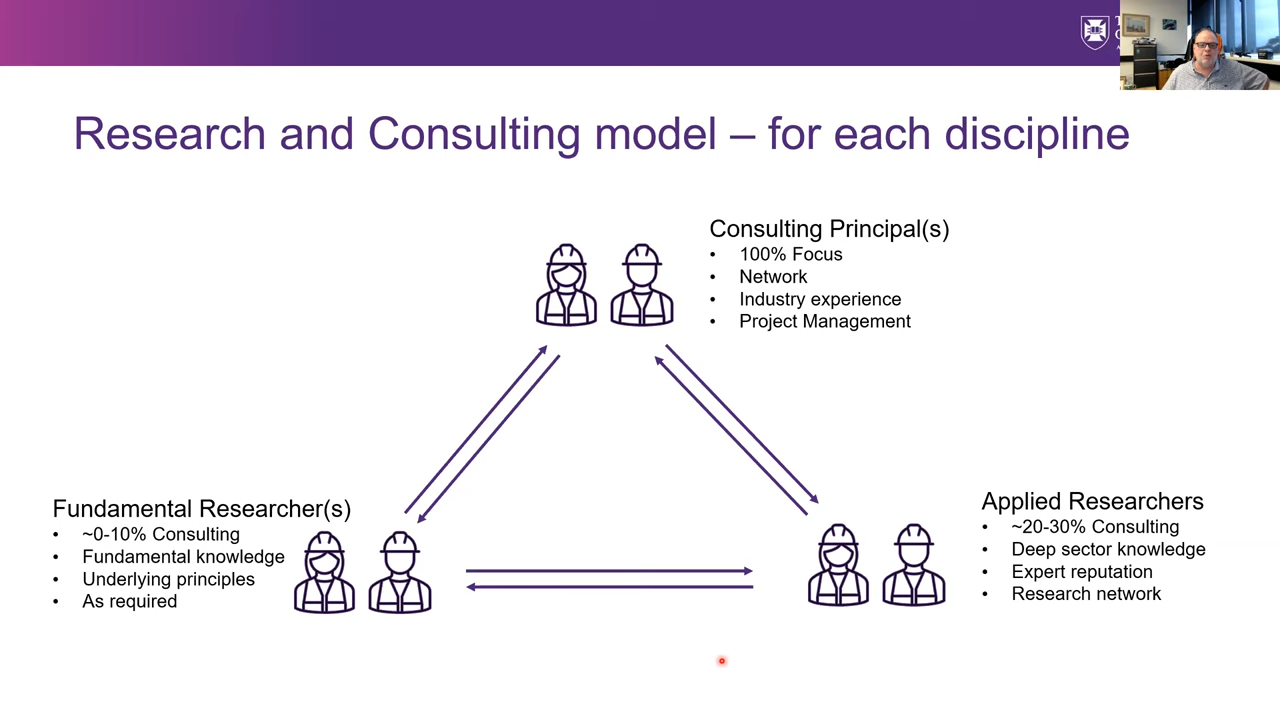 Research and Consulting model – for each discipline
Consulting Principal(s)
• 100% Focus
• Network
• Industry experience
• Project Management
Fundamental Researcher(s)
• ~0-10% Consulting
• Fundamental knowledge
• Underlying principles
• As required
Applied Researchers
• ~20-30% Consulting
• Deep sector knowledge
• Expert reputation
• Research network